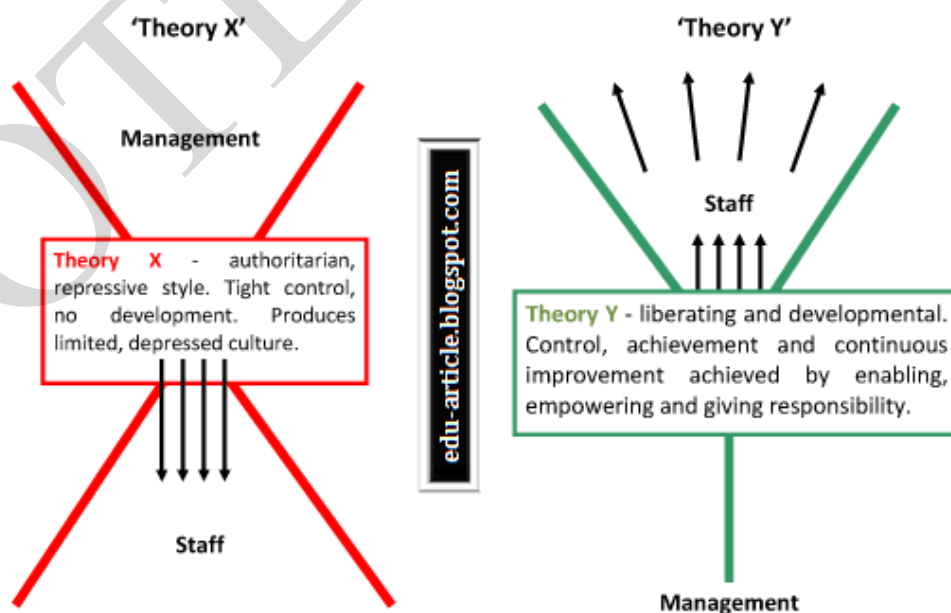 ‘Theory X’
Management
Theory X - authoritarian,
repressive style. Tight control,
no development. Produces
limited, depressed culture.
Staff
edu-article.blogspot.com
‘Theory Y’
Staff
Theory Y - liberating and developmental.
Control, achievement and continuous
improvement achieved by enabling,
empowering and giving responsibility.
Management